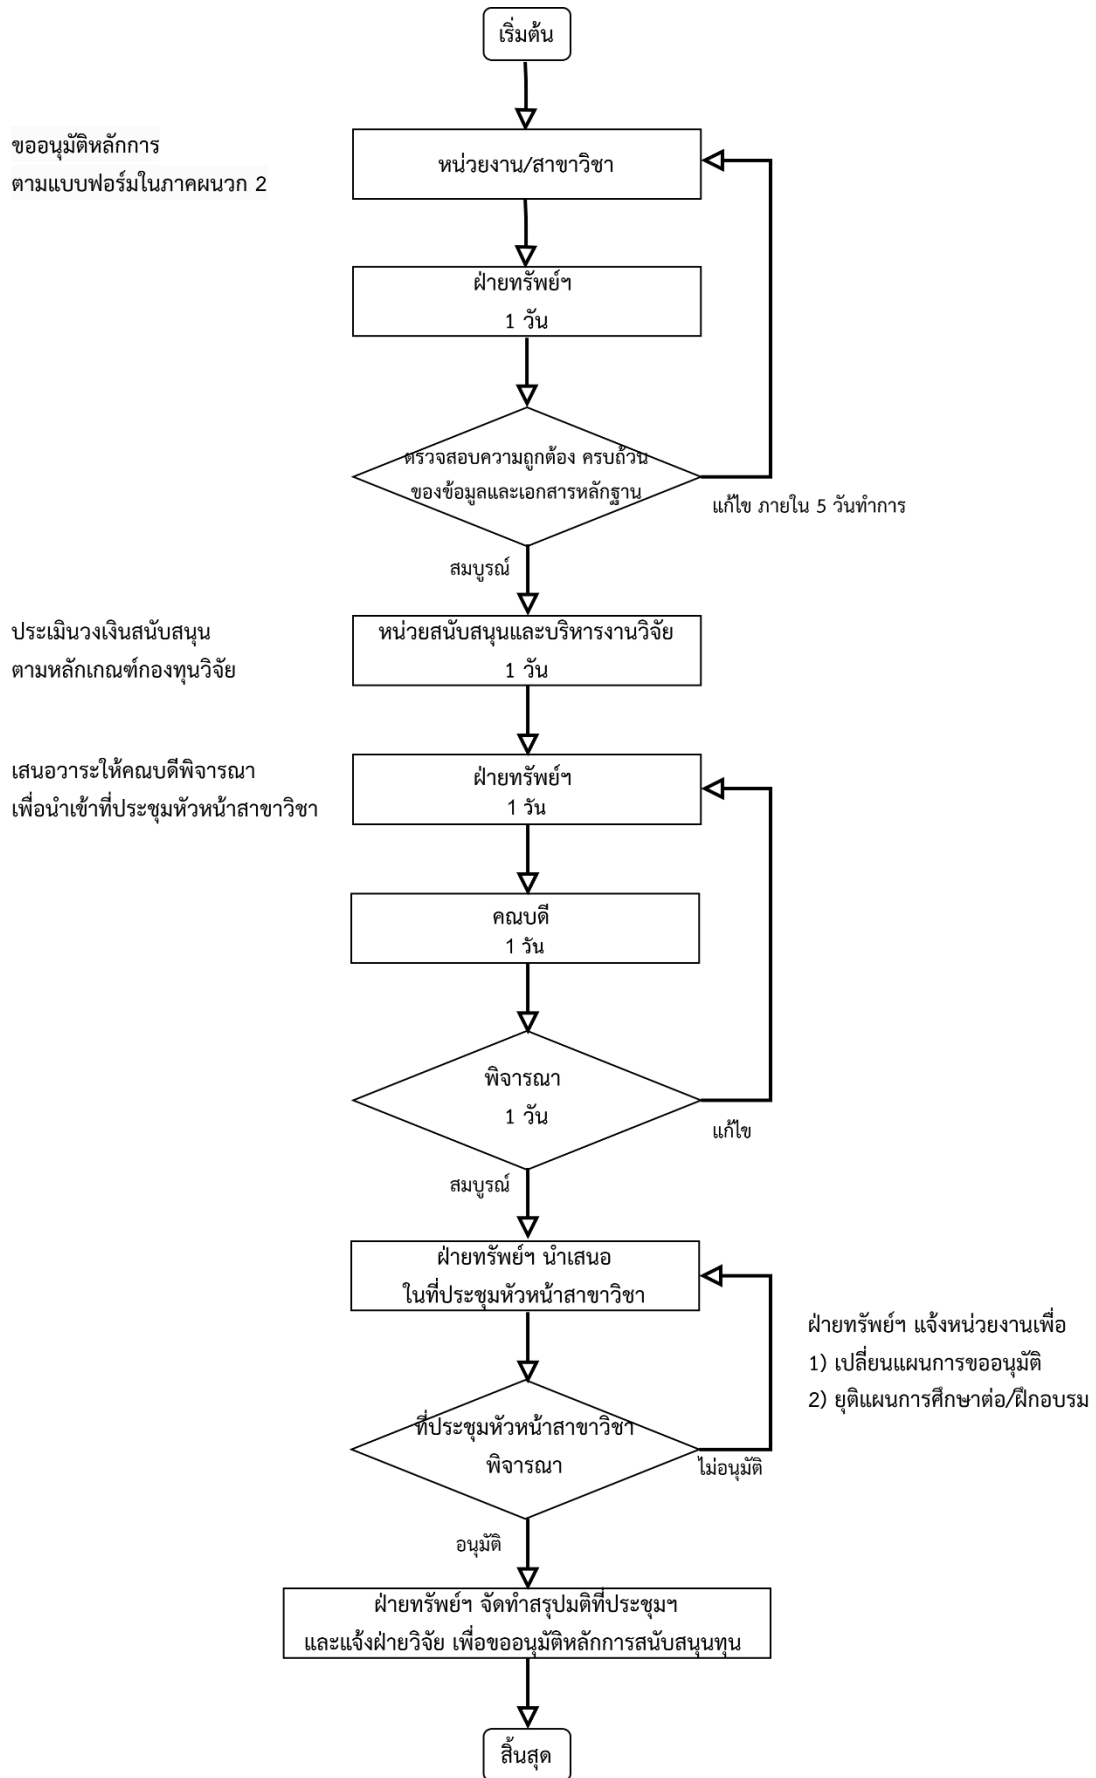 เริ่มต้น
ขออนุมัติหลักการ
ตามแบบฟอร์มในภาคผนวก 2
หน่วยงาน/สาขาวิชา
ฝ่ายทรัพย์ฯ
1 วัน
ตรวจสอบความถูกต้อง ครบถ้วน
ของข้อมูลและเอกสารหลักฐาน
แก้ไข ภายใน 5 วันทำการ
สมบูรณ์
ประเมินวงเงินสนับสนุน
ตามหลักเกณฑ์กองทุนวิจัย
หน่วยสนับสนุนและบริหารงานวิจัย
1 วัน
เสนอวาระให้คณบดีพิจารณา
เพื่อนำเข้าที่ประชุมหัวหน้าสาขาวิชา
ฝ่ายทรัพย์ฯ
1 วัน
คณบดี
1 วัน
พิจารณา
1 วัน
แก้ไข
สมบูรณ์
ฝ่ายทรัพย์ฯ นำเสนอ
ในที่ประชุมหัวหน้าสาขาวิชา
ฝ่ายทรัพย์ฯ แจ้งหน่วยงานเพื่อ
1) เปลี่ยนแผนการขออนุมัติ
2) ยุติแผนการศึกษาต่อ/ฝึกอบรม
ที่ประชุมหัวหน้าสาขาวิชา
พิจารณา
ไม่อนุมัติ
อนุมัติ
ฝ่ายทรัพย์ฯ จัดทำสรุปมติที่ประชุมฯ
และแจ้งฝ่ายวิจัย เพื่อขออนุมัติหลักการสนับสนุนทุน
สิ้นสุด